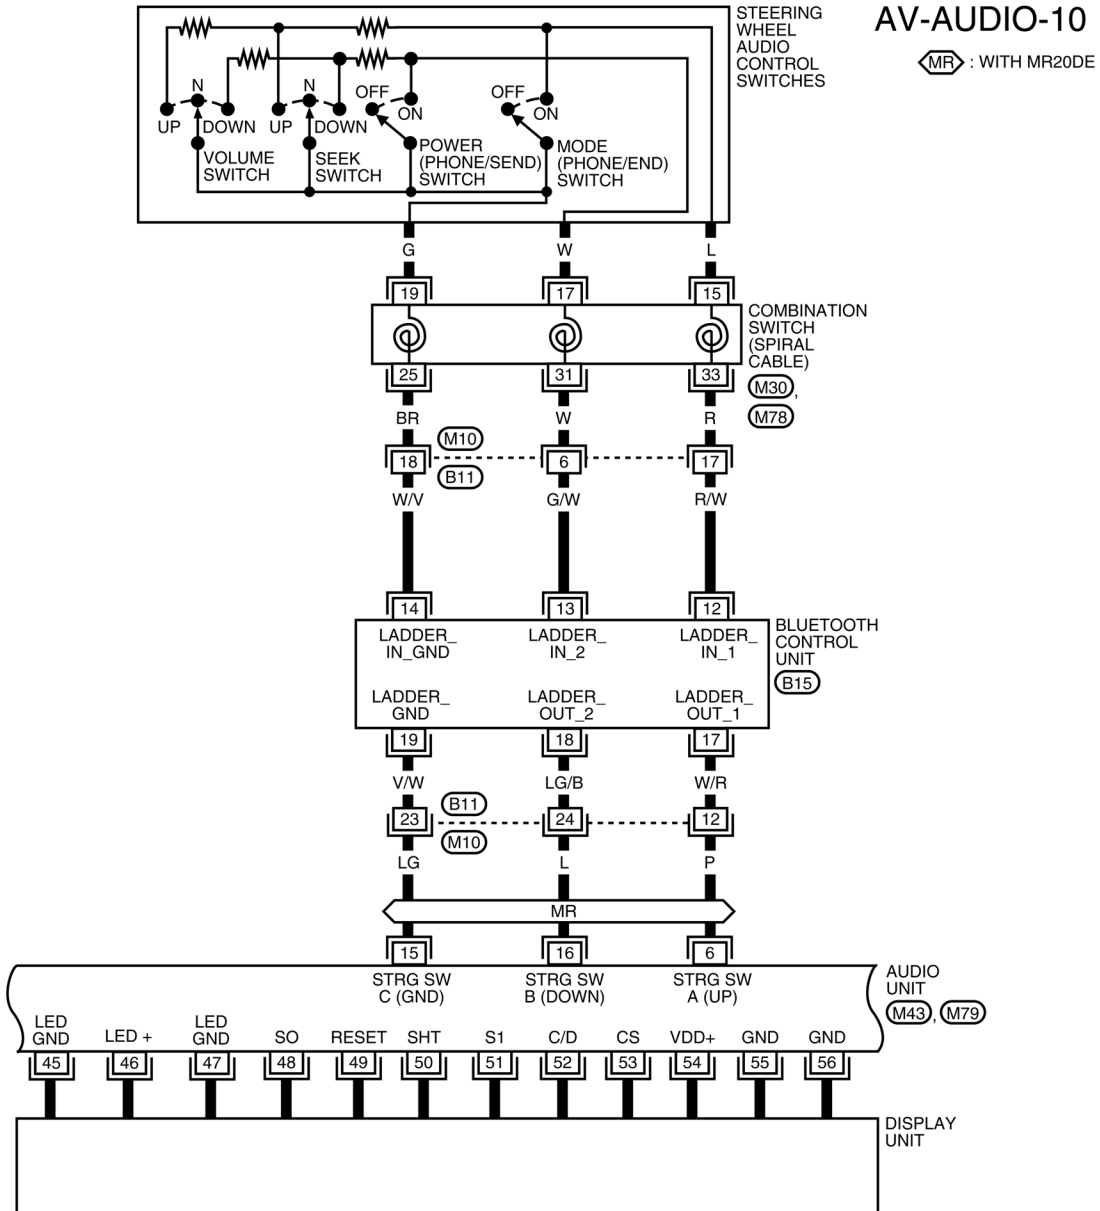 AV-AUDIO-10
MR : WITH MR20DE
STEERING
WHEEL
AUDIO
CONTROL
SWITCHES
N
N
OFF
OFF
UP
DOWN
UP
DOWN
ON
ON
VOLUME
SWITCH
SEEK
SWITCH
POWER
(PHONE/SEND)
SWITCH
MODE
(PHONE/END)
SWITCH
G
W
L
19
17
15
COMBINATION
SWITCH
(SPIRAL
CABLE)
M30,
M78
25
31
33
BR
W
R
M10
18
6
17
B11
W/V
G/W
R/W
14
13
12
LADDER_
IN_GND
LADDER_
IN_2
LADDER_
IN_1
BLUETOOTH
CONTROL
UNIT
B15
LADDER_
GND
LADDER_
OUT_2
LADDER_
OUT_1
19
18
17
V/W
LG/B
W/R
B11
23
24
12
M10
LG
L
P
MR
15
16
6
STRG SW
C (GND)
STRG SW
B (DOWN)
STRG SW
A (UP)
AUDIO
UNIT
M43, M79
LED
GND
LED +
LED
GND
SO
RESET
SHT
S1
C/D
CS
VDD+
GND
GND
45
46
47
48
49
50
51
52
53
54
55
56
DISPLAY
UNIT